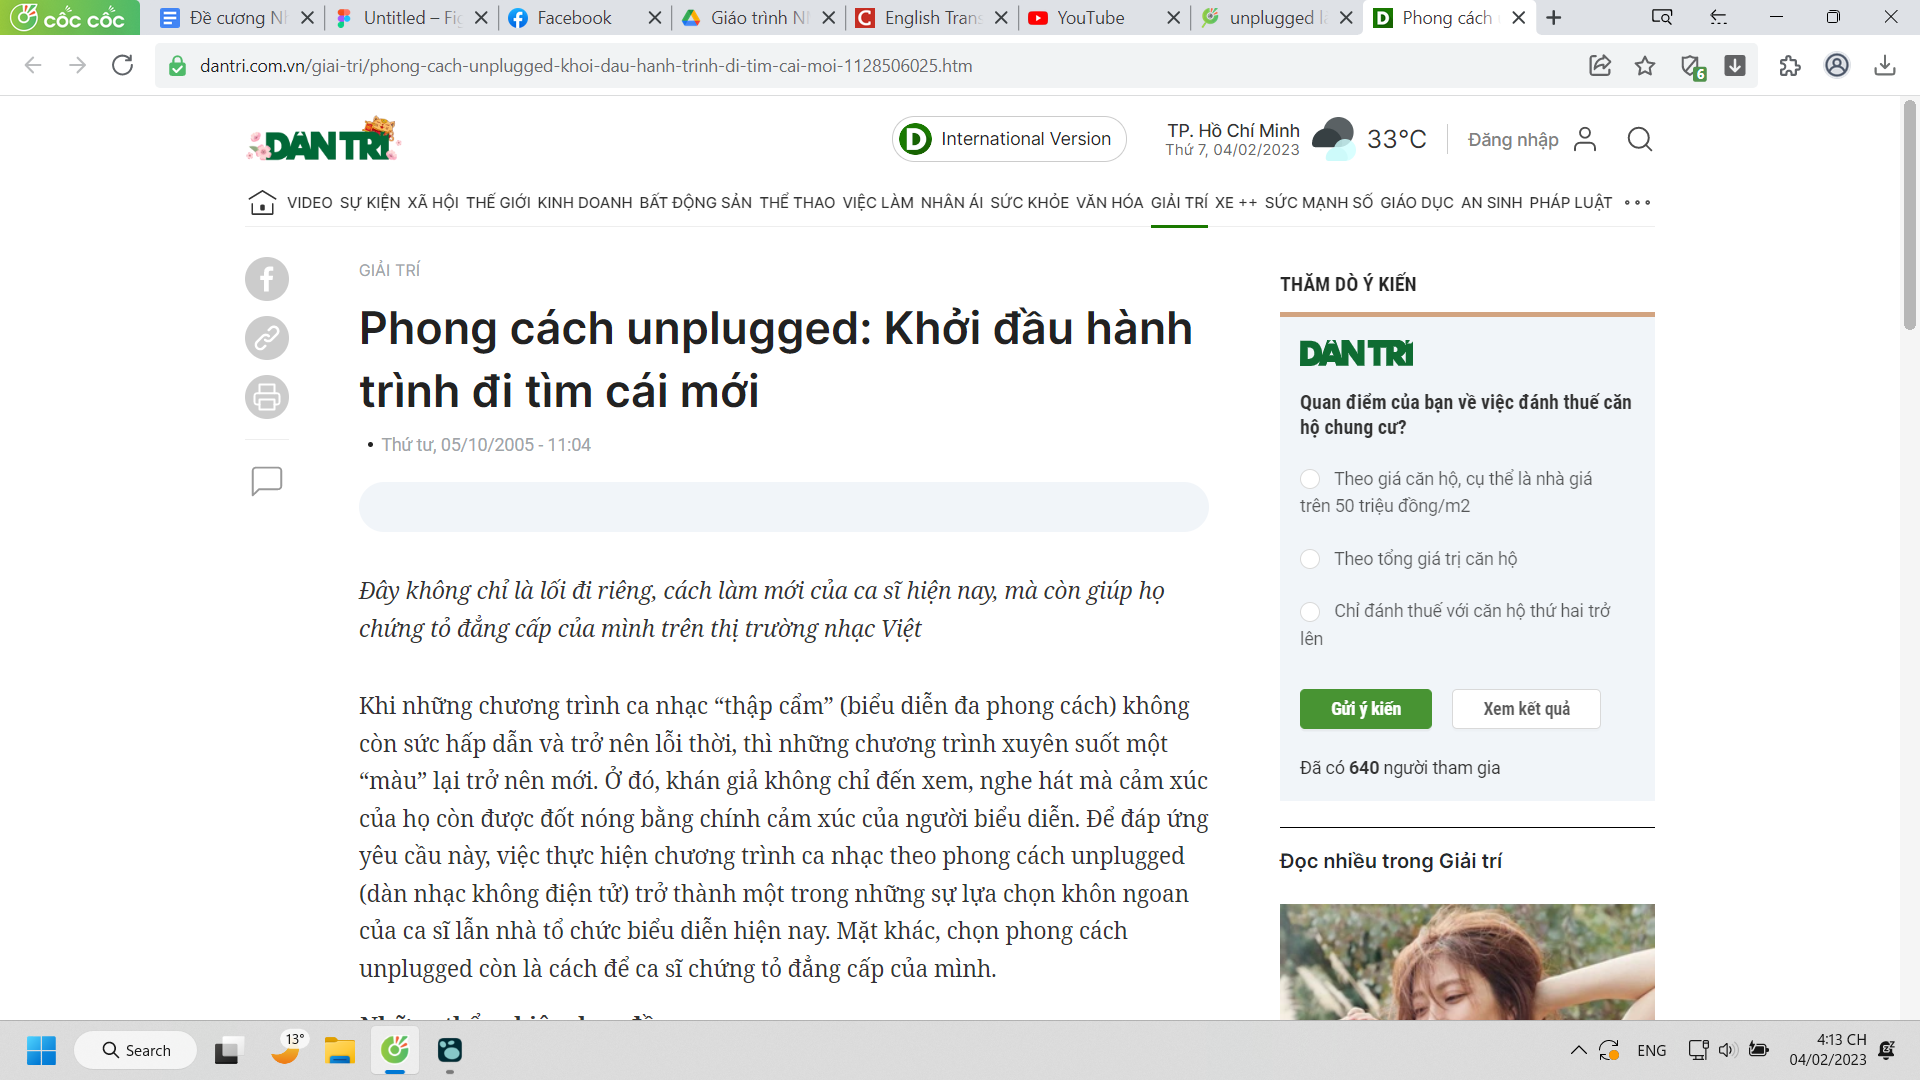 cốc cốc
Đề cương Nh
Untitled – Fig
Facebook
Giáo trình Nh
English Trans
YouTube
unplugged là
Phong cách
dantri.com.vn/giai-tri/phong-cach-unplugged-khoi-dau-hanh-trinh-di-tim-cai-moi-1128506025.htm
6
DÂN TRÍ
D International Version
TP. Hồ Chí Minh
Thứ 7, 04/02/2023
33°C
Đăng nhập
VIDEO SỰ KIỆN XÃ HỘI THẾ GIỚI KINH DOANH BẤT ĐỘNG SẢN THỂ THAO VIỆC LÀM NHÂN ÁI SỨC KHỎE VĂN HÓA GIẢI TRÍ XE ++ SỨC MẠNH SỐ GIÁO DỤC AN SINH PHÁP LUẬT
GIẢI TRÍ
Phong cách unplugged: Khởi đầu hành
trình đi tìm cái mới
• Thứ tư, 05/10/2005 - 11:04
Đây không chỉ là lối đi riêng, cách làm mới của ca sĩ hiện nay, mà còn giúp họ
chứng tỏ đẳng cấp của mình trên thị trường nhạc Việt
Khi những chương trình ca nhạc “thập cẩm” (biểu diễn đa phong cách) không
còn sức hấp dẫn và trở nên lỗi thời, thì những chương trình xuyên suốt một
“màu” lại trở nên mới. Ở đó, khán giả không chỉ đến xem, nghe hát mà cảm xúc
của họ còn được đốt nóng bằng chính cảm xúc của người biểu diễn. Để đáp ứng
yêu cầu này, việc thực hiện chương trình ca nhạc theo phong cách unplugged
(dàn nhạc không điện tử) trở thành một trong những sự lựa chọn khôn ngoan
của ca sĩ lẫn nhà tổ chức biểu diễn hiện nay. Mặt khác, chọn phong cách
unplugged còn là cách để ca sĩ chứng tỏ đẳng cấp của mình.
THĂM DÒ Ý KIẾN
DÂN TRÍ
Quan điểm của bạn về việc đánh thuế căn
hộ chung cư?
Theo giá căn hộ, cụ thể là nhà giá
trên 50 triệu đồng/m2
Theo tổng giá trị căn hộ
Chỉ đánh thuế với căn hộ thứ hai trở
lên
Gửi ý kiến
Xem kết quả
Đã có 640 người tham gia
Đọc nhiều trong Giải trí
Search
13°
ENG
4:13 CH
04/02/2023